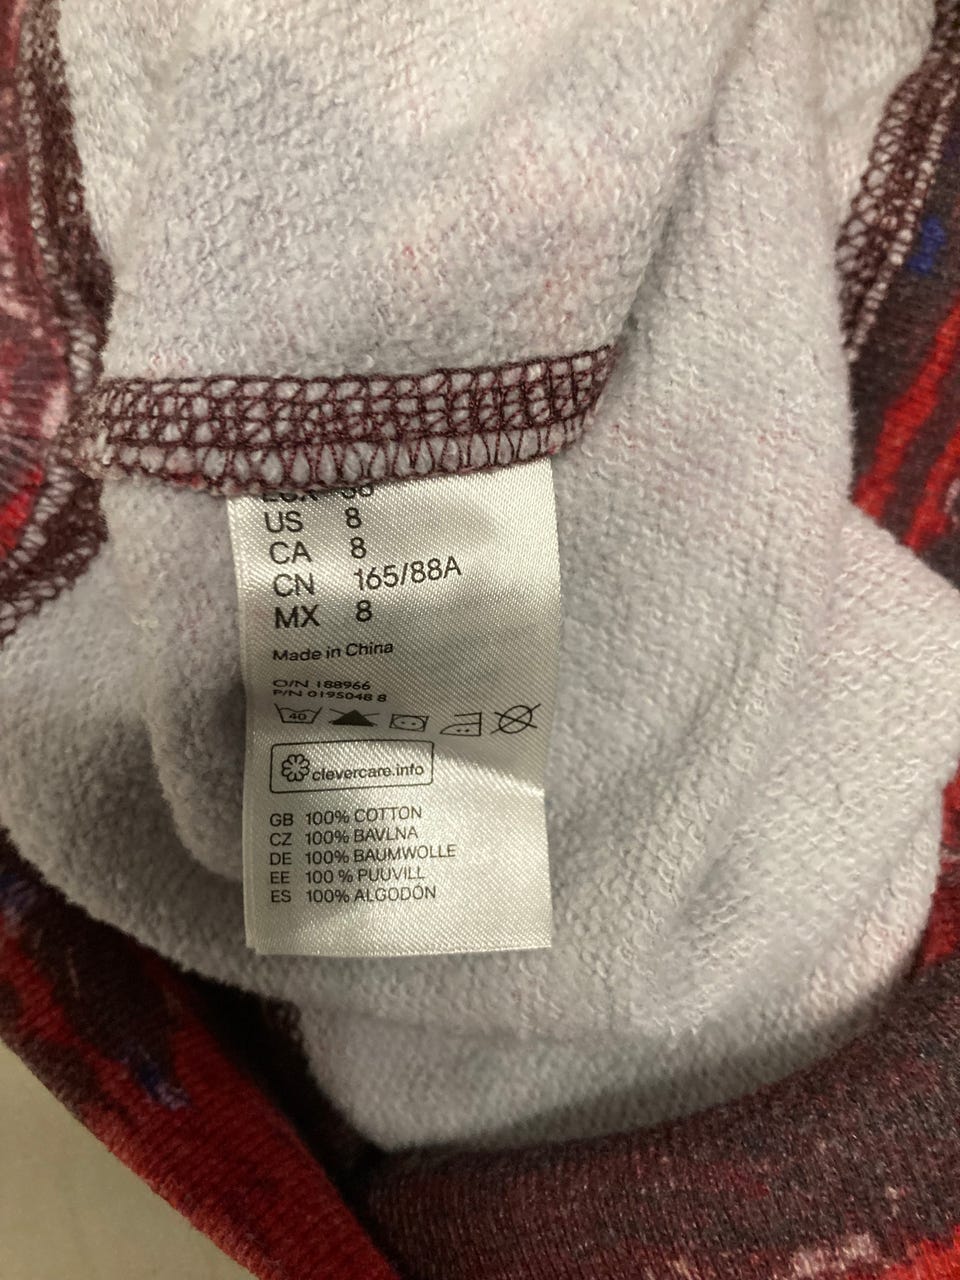 US 8
CA 8
CN 165/88A
MX 8
Made in China
O/N 188966
P/N 0195048 8
40
clevercare.info
GB 100% COTTON
CZ 100% BAVLNA
DE 100% BAUMWOLLE
EE 100 % PUUVILL
ES 100% ALGODÓN